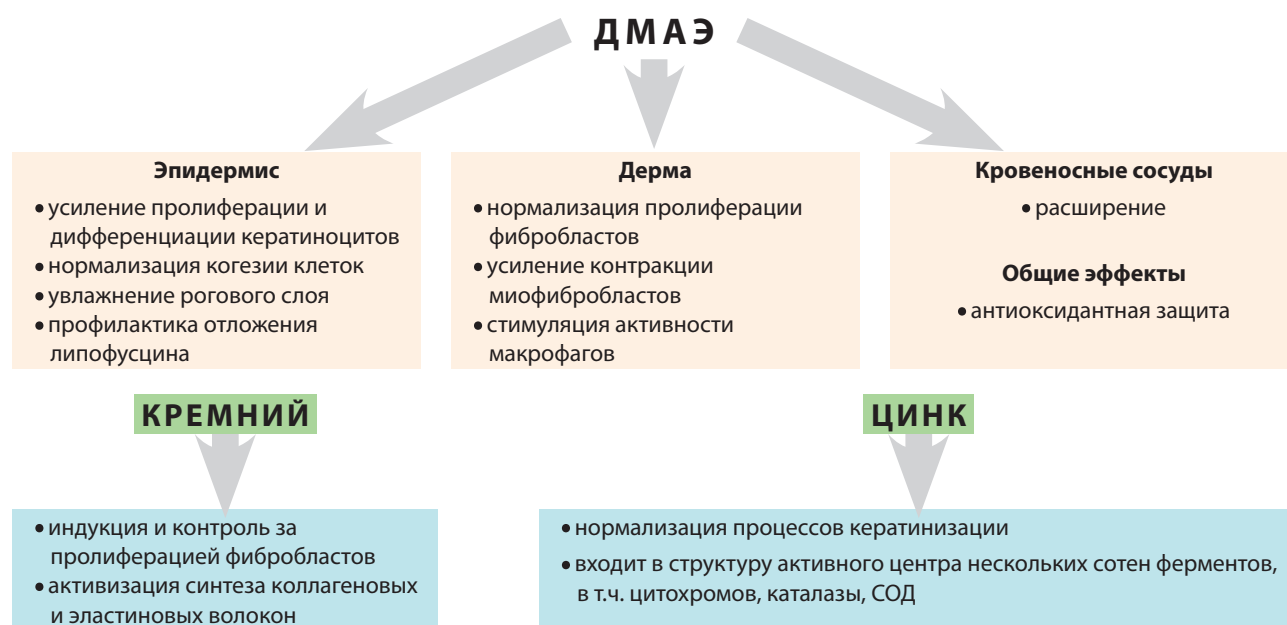 ДМАЭ
Эпидермис
• усиление пролиферации и
дифференциации кератиноцитов
• нормализация когезии клеток
• увлажнение рогового слоя
• профилактика отложения
липофусцина
Дерма
• нормализация пролиферации
фибробластов
• усиление контракции
миофибробластов
• стимуляция активности
макрофагов
Кровеносные сосуды
• расширение
Общие эффекты
• антиоксидантная защита
КРЕМНИЙ
• индукция и контроль за
пролиферацией фибробластов
• активизация синтеза коллагеновых
и эластиновых волокон
ЦИНК
• нормализация процессов кератинизации
• входит в структуру активного центра нескольких сотен ферментов,
в т.ч. цитохромов, каталазы, СОД